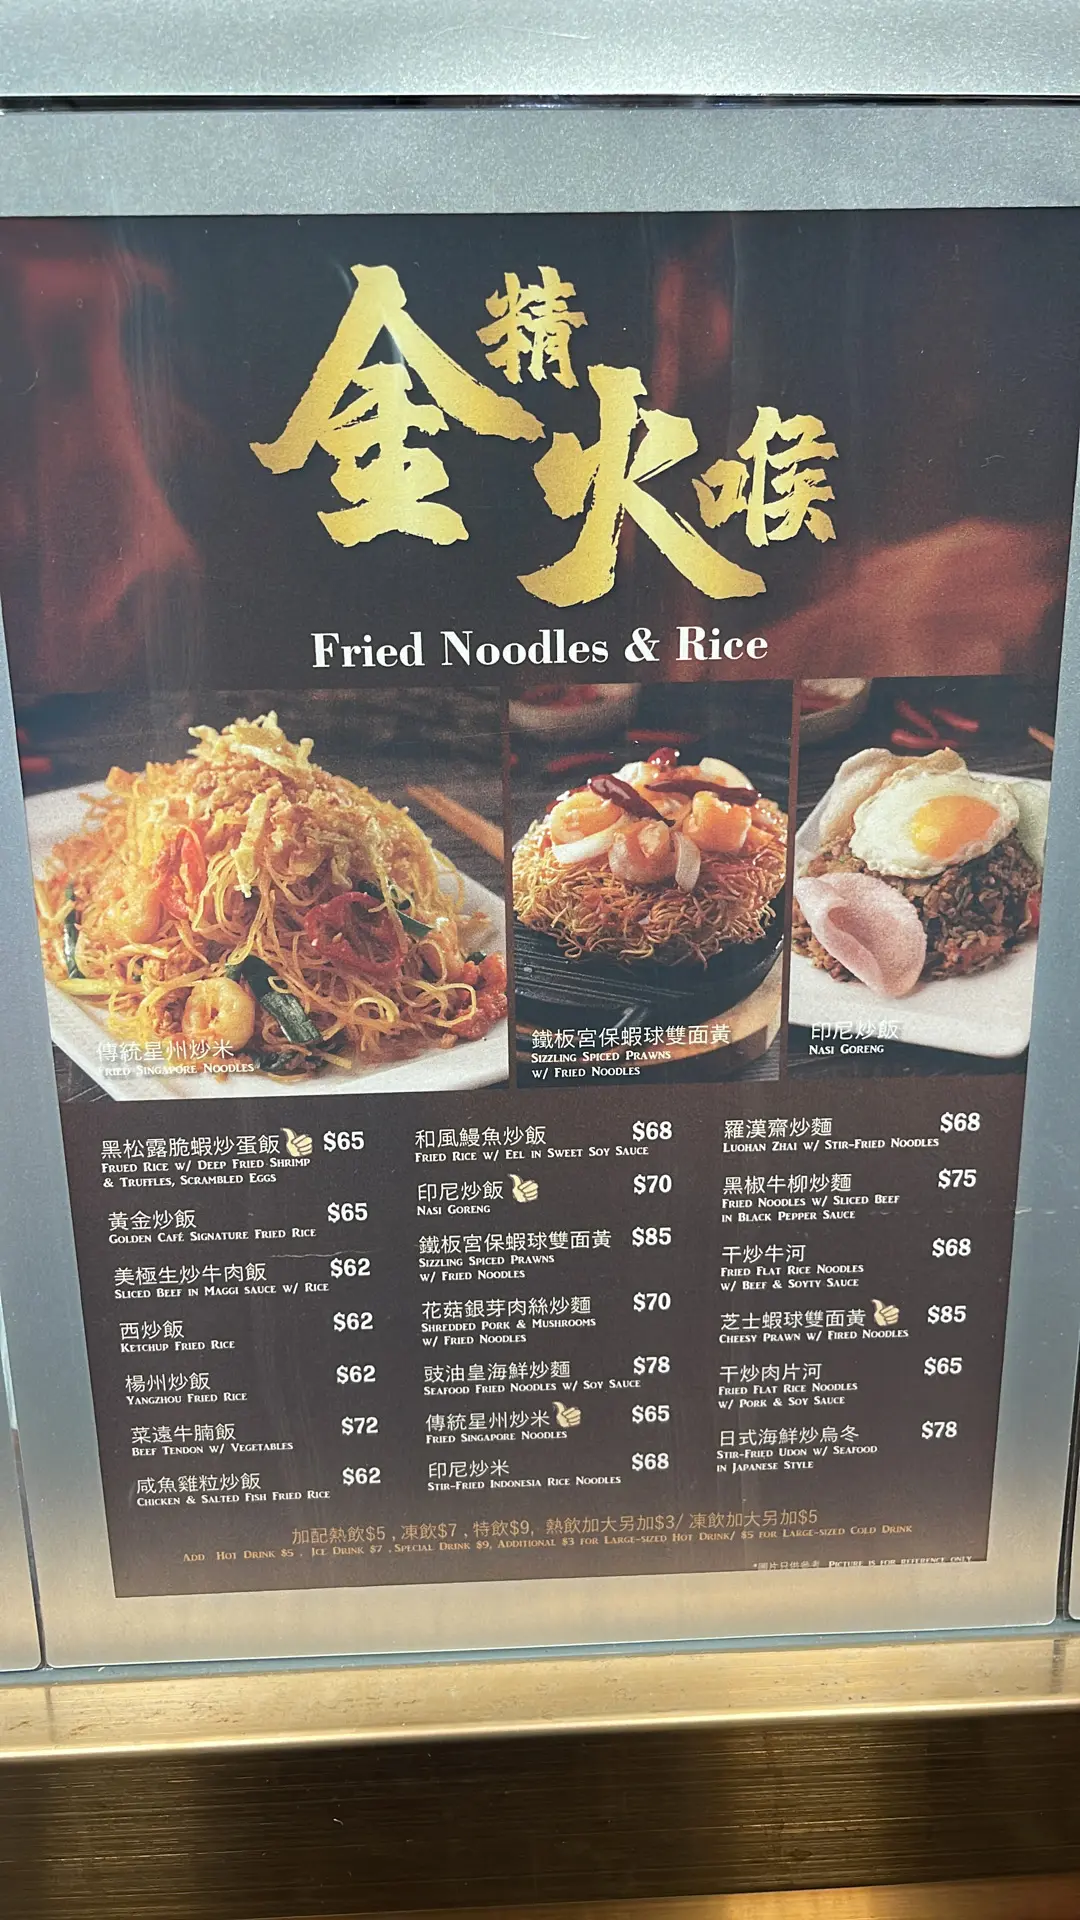 金精火喉
Fried Noodles & Rice
傳統星州炒米
FRIED SINGAPORE NOODLES
鐵板宮保蝦球雙面黃
SIZZLING SPICED PRAWNS
W/ FRIED NOODLES
印尼炒飯
NASI GORENG
黑松露脆蝦炒蛋飯 $65
FRUED RICE W/ DEEP FRIED SHRIMP
& TRUFFLES, SCRAMBLED EGGS
黃金炒飯 $65
GOLDEN CAFÉ SIGNATURE FRIED RICE
美極生炒牛肉飯 $62
SLICED BEEF IN MAGGI SAUCE W/ RICE
西炒飯 $62
KETCHUP FRIED RICE
楊州炒飯 $62
YANGZHOU FRIED RICE
菜遠牛腩飯 $72
BEEF TENDON W/ VEGETABLES
咸魚雞粒炒飯 $62
CHICKEN & SALTED FISH FRIED RICE
和風鰻魚炒飯 $68
FRIED RICE W/ EEL IN SWEET SOY SAUCE
印尼炒飯 $70
NASI GORENG
鐵板宮保蝦球雙面黃 $85
SIZZLING SPICED PRAWNS
W/ FRIED NOODLES
花菇銀芽肉絲炒麵 $70
SHREDDED PORK & MUSHROOMS
W/ FRIED NOODLES
豉油皇海鮮炒麵 $78
SEAFOOD FRIED NOODLES W/ SOY SAUCE
傳統星州炒米 $65
FRIED SINGAPORE NOODLES
印尼炒米 $68
STIR-FRIED INDONESIA RICE NOODLES
羅漢齋炒麵 $68
LUOHAN ZHAI W/ STIR-FRIED NOODLES
黑椒牛柳炒麵 $75
FRIED NOODLES W/ SLICED BEEF
IN BLACK PEPPER SAUCE
干炒牛河 $68
FRIED FLAT RICE NOODLES
W/ BEEF & SOYTY SAUCE
芝士蝦球雙面黃 $85
CHEESY PRAWN W/ FIRED NOODLES
干炒肉片河 $65
FRIED FLAT RICE NOODLES
W/ PORK & SOY SAUCE
日式海鮮炒烏冬 $78
STIR-FRIED UDON W/ SEAFOOD
IN JAPANESE STYLE
加配熱飲$5 , 凍飲$7 , 特飲$9, 熱飲加大另加$3/ 凍飲加大另加$5
ADD HOT DRINK $5 , ICE DRINK $7 , SPECIAL DRINK $9, ADDITIONAL $3 FOR LARGE-SIZED HOT DRINK/ $5 FOR LARGE-SIZED COLD DRINK
*圖片只供參考 PICTURE IS FOR REFERENCE ONLY